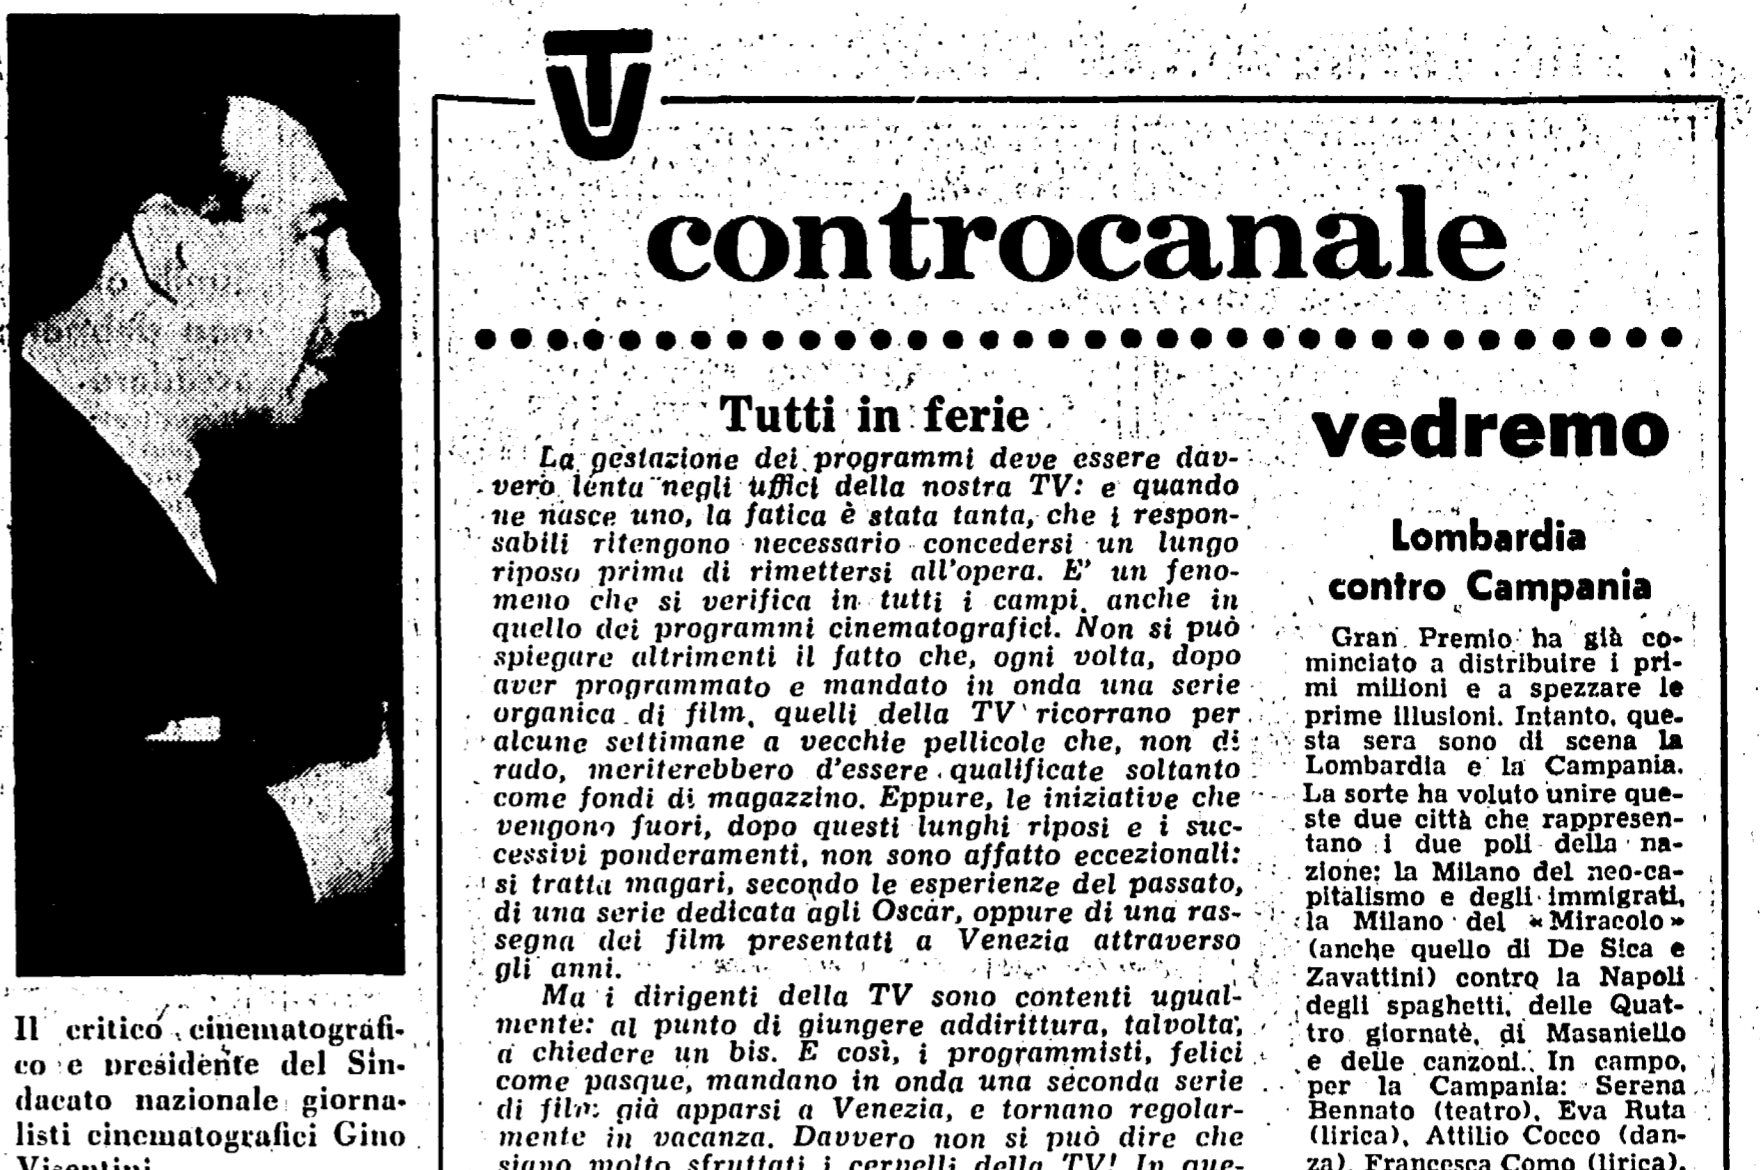 Il critico cinematografi-
co e presidente del Sin-
dacato nazionale giorna-
listi cinematografici Gino
Visentini
TV
controcanale
Tutti in ferie
La gestazione dei programmi deve essere dav-
vero lenta negli uffici della nostra TV: e quando
ne nasce uno, la fatica è stata tanta, che i respon-
sabili ritengono necessario concedersi un lungo
riposo prima di rimettersi all'opera. E' un feno-
meno che si verifica in tutti i campi, anche in
quello dei programmi cinematografici. Non si può
spiegare altrimenti il fatto che, ogni volta, dopo
aver programmato e mandato in onda una serie
organica di film, quelli della TV ricorrano per
alcune settimane a vecchie pellicole che, non di
rado, meriterebbero d'essere qualificate soltanto
come fondi di magazzino. Eppure, le iniziative che
vengono fuori, dopo questi lunghi riposi e i suc-
cessivi ponderamenti, non sono affatto eccezionali:
si tratta magari, secondo le esperienze del passato,
di una serie dedicata agli Oscar, oppure di una ras-
segna dei film presentati a Venezia attraverso
gli anni.
Ma i dirigenti della TV sono contenti ugual-
mente: al punto di giungere addirittura, talvolta,
a chiedere un bis. E così, i programmisti, felici
come pasque, mandano in onda una seconda serie
di film già apparsi a Venezia, e tornano regolar-
mente in vacanza. Davvero non si può dire che
siano molto sfruttati i cervelli della TV! In que-
vedremo
Lombardia
contro Campania
Gran Premio ha già co-
minciato a distribuire i pri-
mi milioni e a spezzare le
prime illusioni. Intanto, que-
sta sera sono di scena la
Lombardia e la Campania.
La sorte ha voluto unire que-
ste due città che rappresen-
tano i due poli della na-
zione: la Milano del neo-ca-
pitalismo e degli immigrati,
la Milano del «Miracolo»
(anche quello di De Sica e
Zavattini) contro la Napoli
degli spaghetti, delle Quat-
tro giornate, di Masaniello
e delle canzoni. In campo,
per la Campania: Serena
Bennato (teatro), Eva Ruta
(lirica), Attilio Cocco (dan-
za), Francesca Como (lirica),